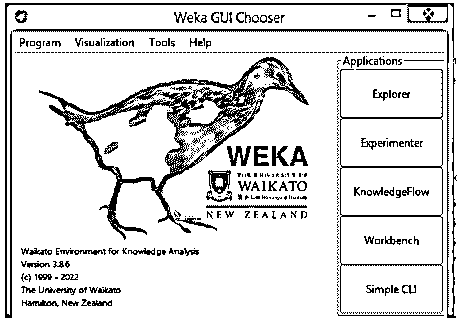 Weka GUI Chooser
Program Visualization Tools Help
Applications
Explorer
Experimenter
KnowledgeFlow
Workbench
Simple CLI
WEKA
THE UNIVERSITY OF
WAIKATO
NEW ZEALAND
Waikato Environment for Knowledge Analysis
Version 3.8.6
(c) 1999 - 2022
The University of Waikato
Hamilton, New Zealand